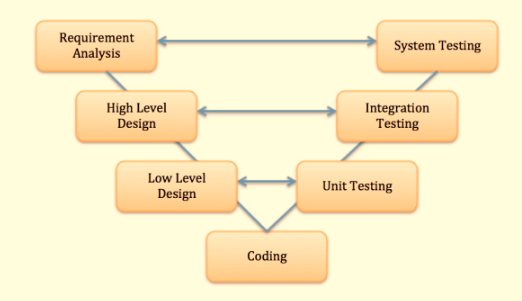 Requirement
Analysis
System Testing
High Level
Design
Integration
Testing
Low Level
Design
Unit Testing
Coding